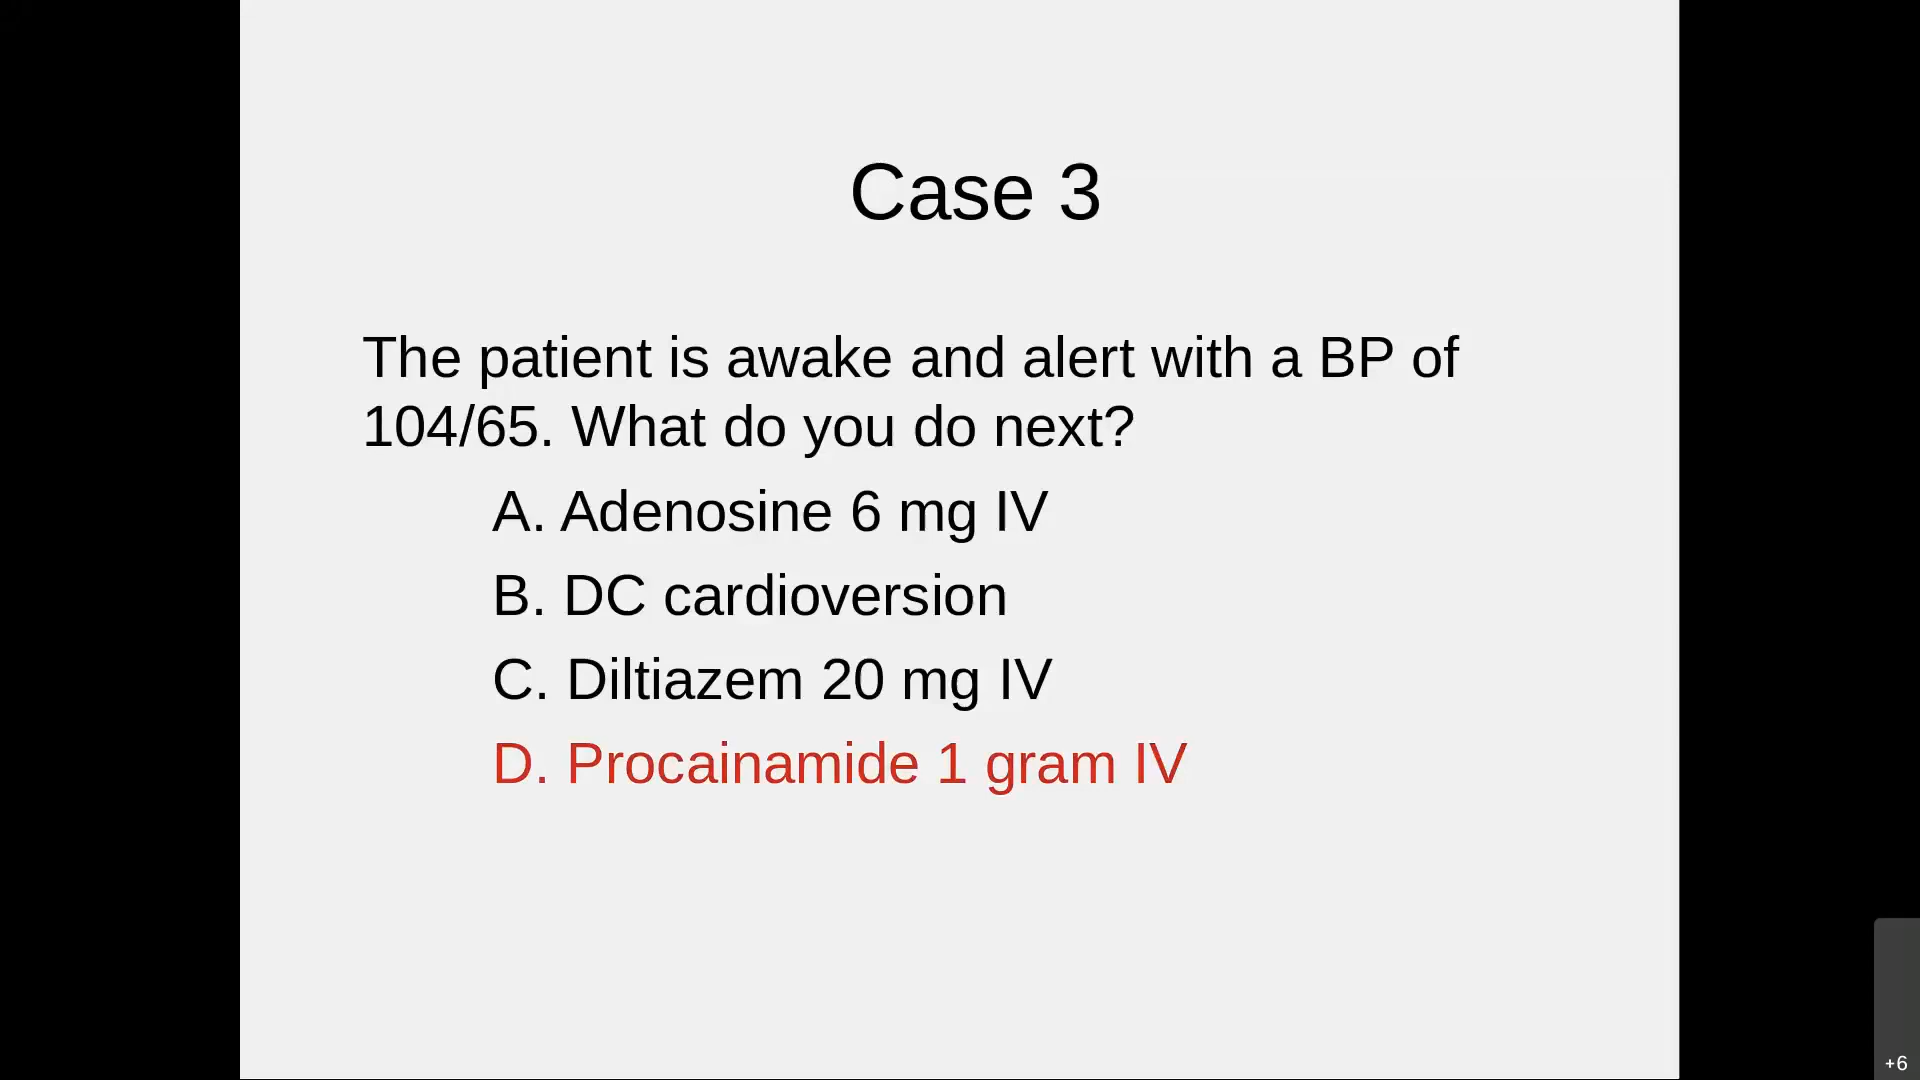 Case 3
The patient is awake and alert with a BP of
104/65. What do you do next?
A. Adenosine 6 mg IV
B. DC cardioversion
C. Diltiazem 20 mg IV
D. Procainamide 1 gram IV
+6